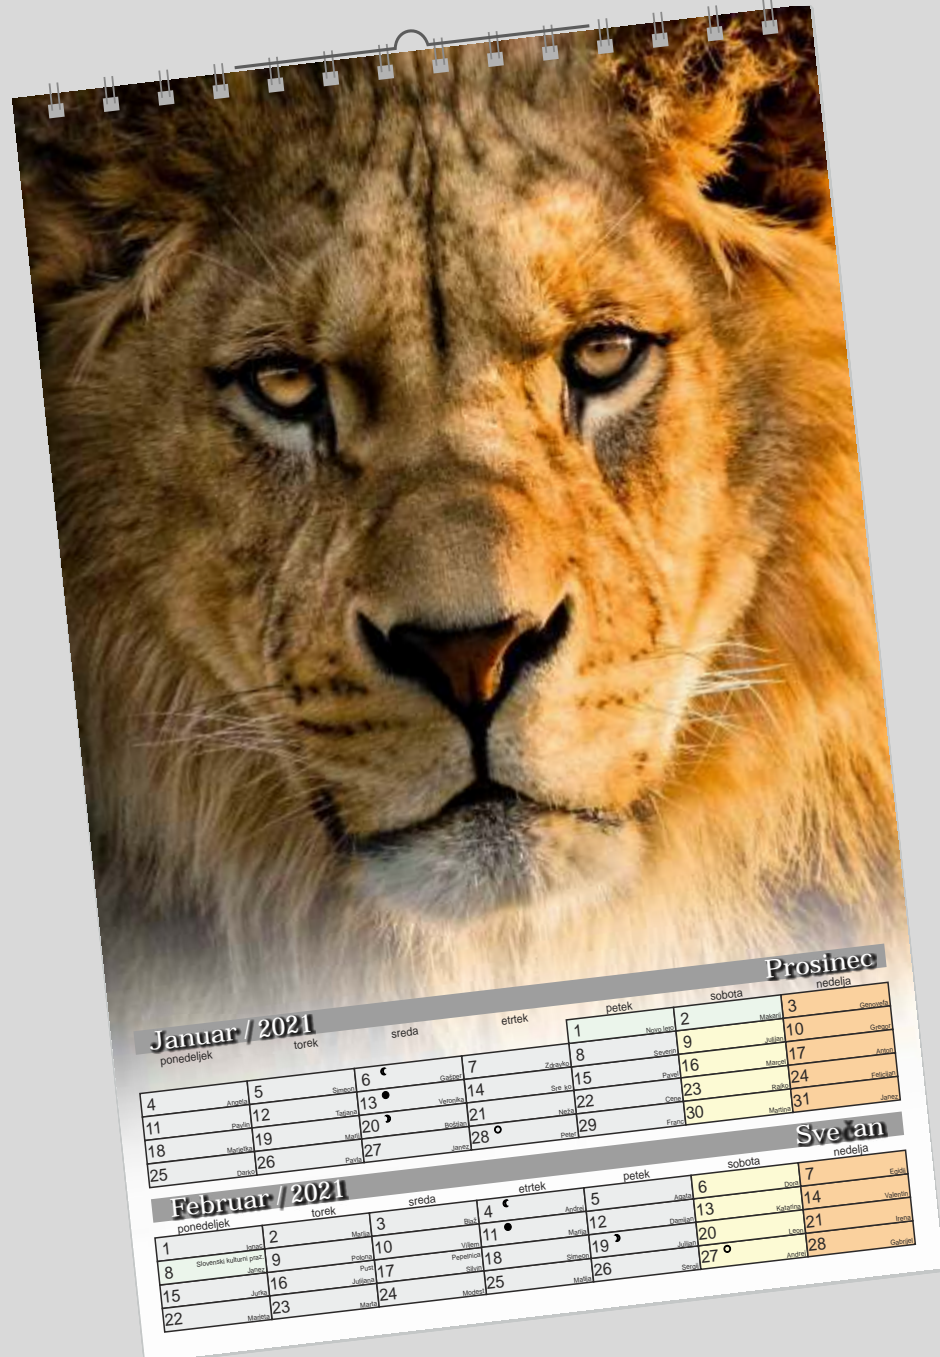 Januar / 2021 Prosinec
ponedeljek torek sreda etrtek petek sobota nedelja
1 Novo leto 2 Makarij 3 Genovefa
4 Angela 5 Simeon 6 Gašper 7 Zdravko 8 Severin 9 Julijan 10 Gregor
11 Pavlin 12 Tatjana 13 Veronika 14 Sre ko 15 Pavel 16 Marcel 17 Anton
18 Marjetka 19 Matij 20 Boštjan 21 Neža 22 Cene 23 Rajko 24 Felicijan
25 Darko 26 Pavla 27 Janez 28 Peter 29 Franc 30 Martina 31 Janez
Februar / 2021 Svečan
ponedeljek torek sreda etrtek petek sobota nedelja
1 Ignac 2 Marija 3 Blaž 4 Andrej 5 Agata 6 Dora 7 Egidij
8 Slovenski kulturni praz. Janez 9 Polona 10 Viljem 11 Marija 12 Damijan 13 Katarina 14 Valentin
15 Jurka 16 Pust Julijana 17 Pepelnica Silvin 18 Simeon 19 Julijan 20 Leon 21 Irena
22 Marjeta 23 Marta 24 Modest 25 Matija 26 Sergij 27 Andrej 28 Gabrijel